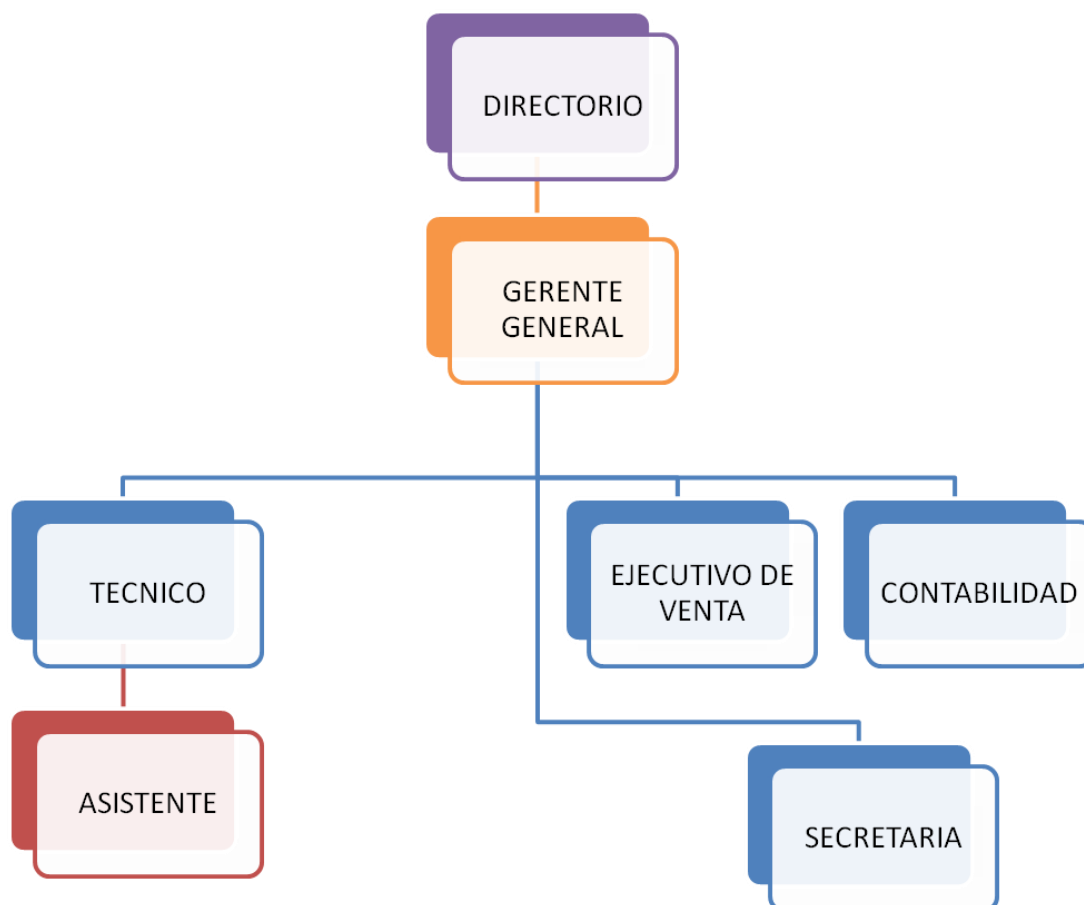 DIRECTORIO
GERENTE
GENERAL
TECNICO
EJECUTIVO DE
VENTA
CONTABILIDAD
ASISTENTE
SECRETARIA